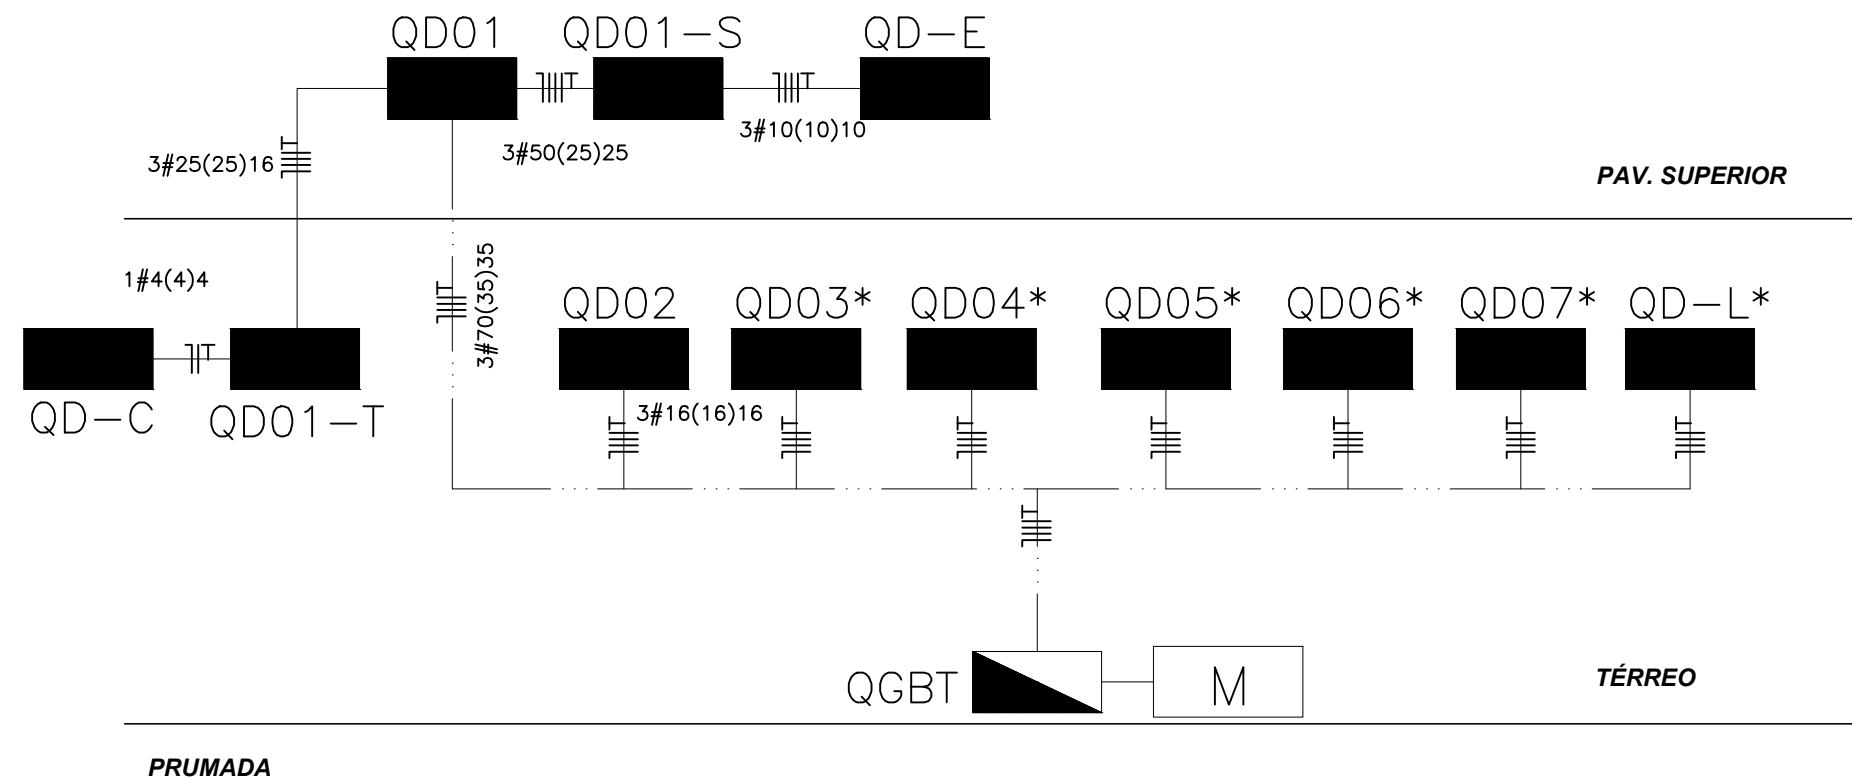 QD01 QD01-S QD-E
3#10(10)10
3#50(25)25
3#25(25)16
PAV. SUPERIOR
1#4(4)4
3#70(35)35
QD02 QD03* QD04* QD05* QD06* QD07* QD-L*
3#16(16)16
QD-C QD01-T
QGBT M
TÉRREO
PRUMADA